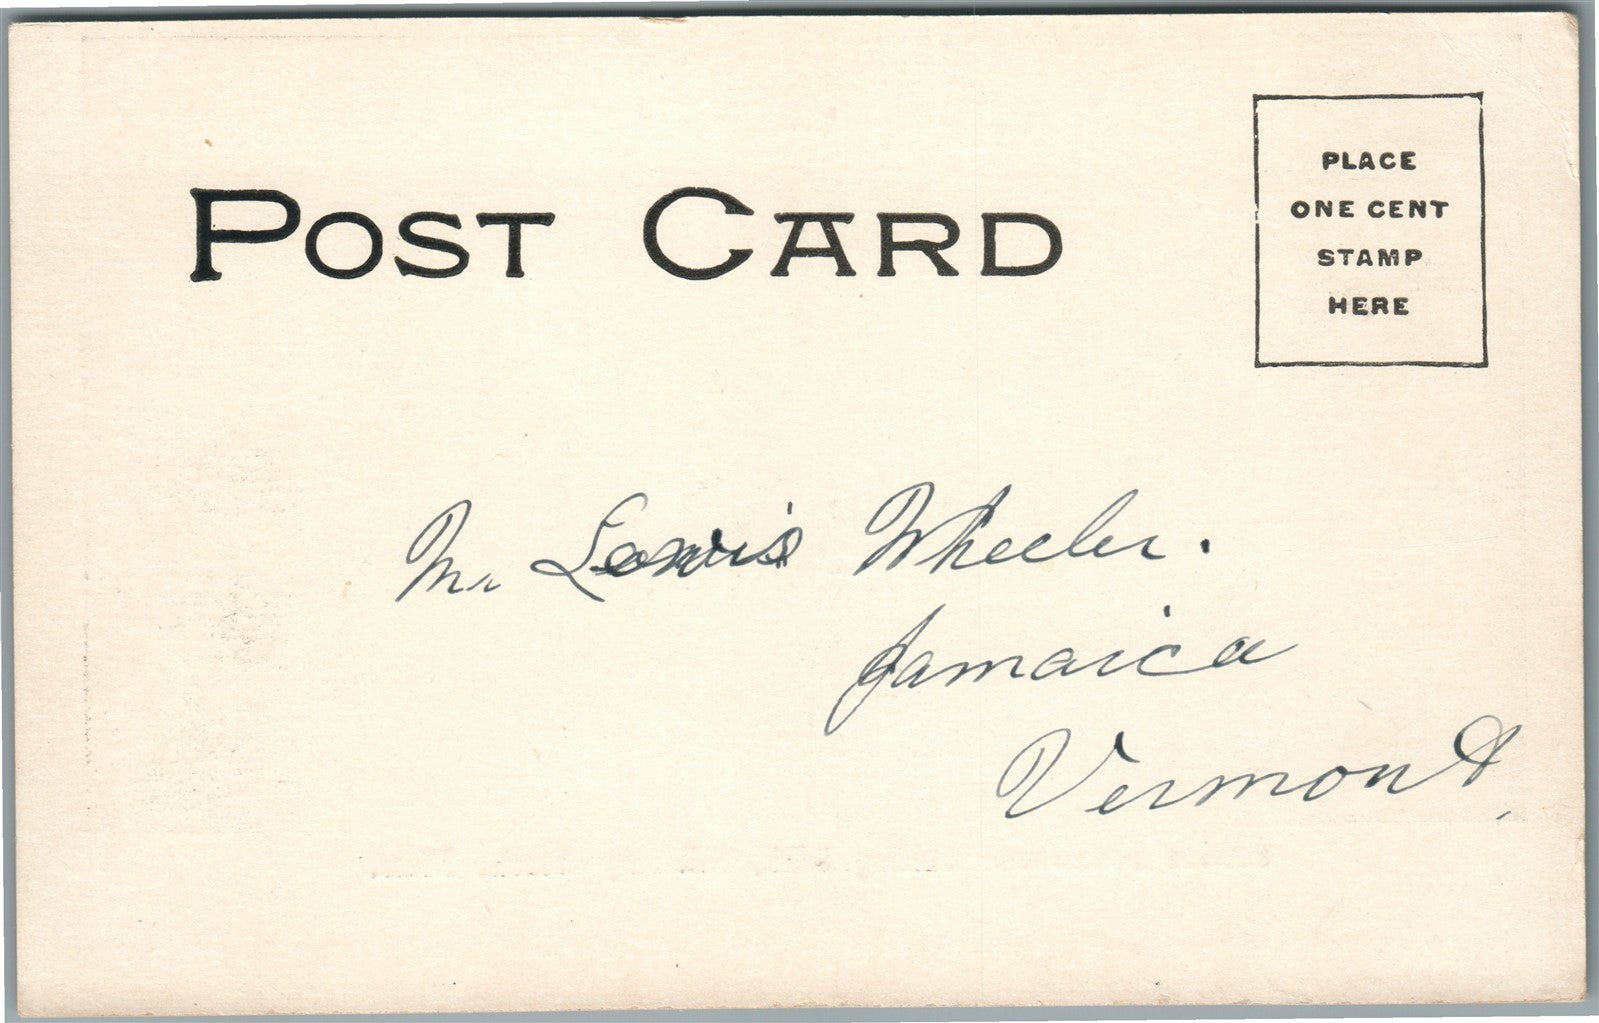 POST CARD
PLACE
ONE CENT
STAMP
HERE
Mr Lewis Wheeler.
Jamaica
Vermont,